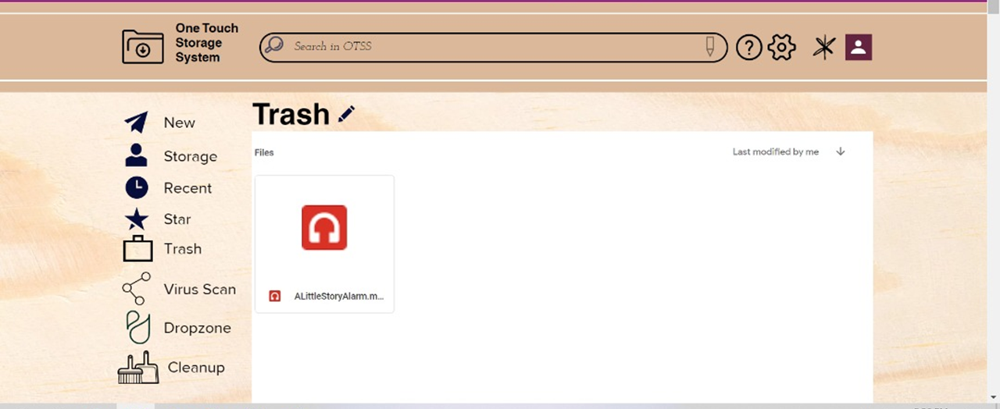 One Touch
Storage
System
Search in OTSS
?
Trash
New
Storage
Recent
Star
Trash
Virus Scan
Dropzone
Cleanup
Files
Last modified by me
ALittleStoryAlarm.m...